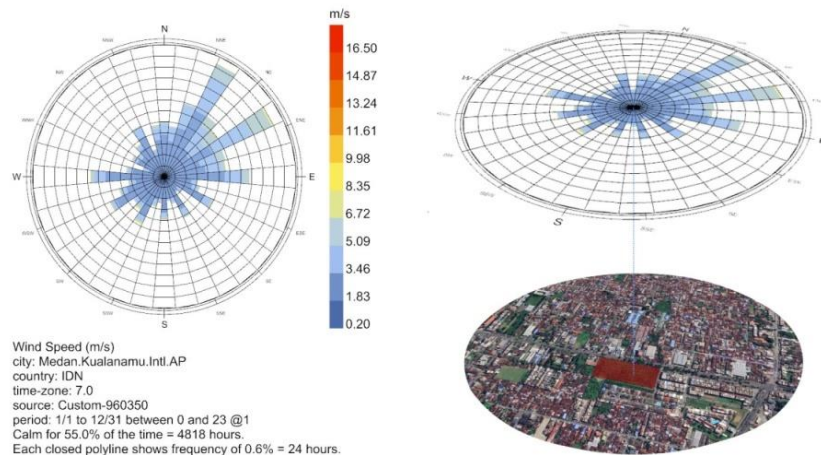 m/s
N
W
E
S
16.50
14.87
13.24
11.61
9.98
8.35
6.72
5.09
3.46
1.83
0.20
Wind Speed (m/s)
city: Medan.Kualanamu.Intl.AP
country: IDN
time-zone: 7.0
source: Custom-960350
period: 1/1 to 12/31 between 0 and 23 @1
Calm for 55.0% of the time = 4818 hours.
Each closed polyline shows frequency of 0.6% = 24 hours.
N
W
S